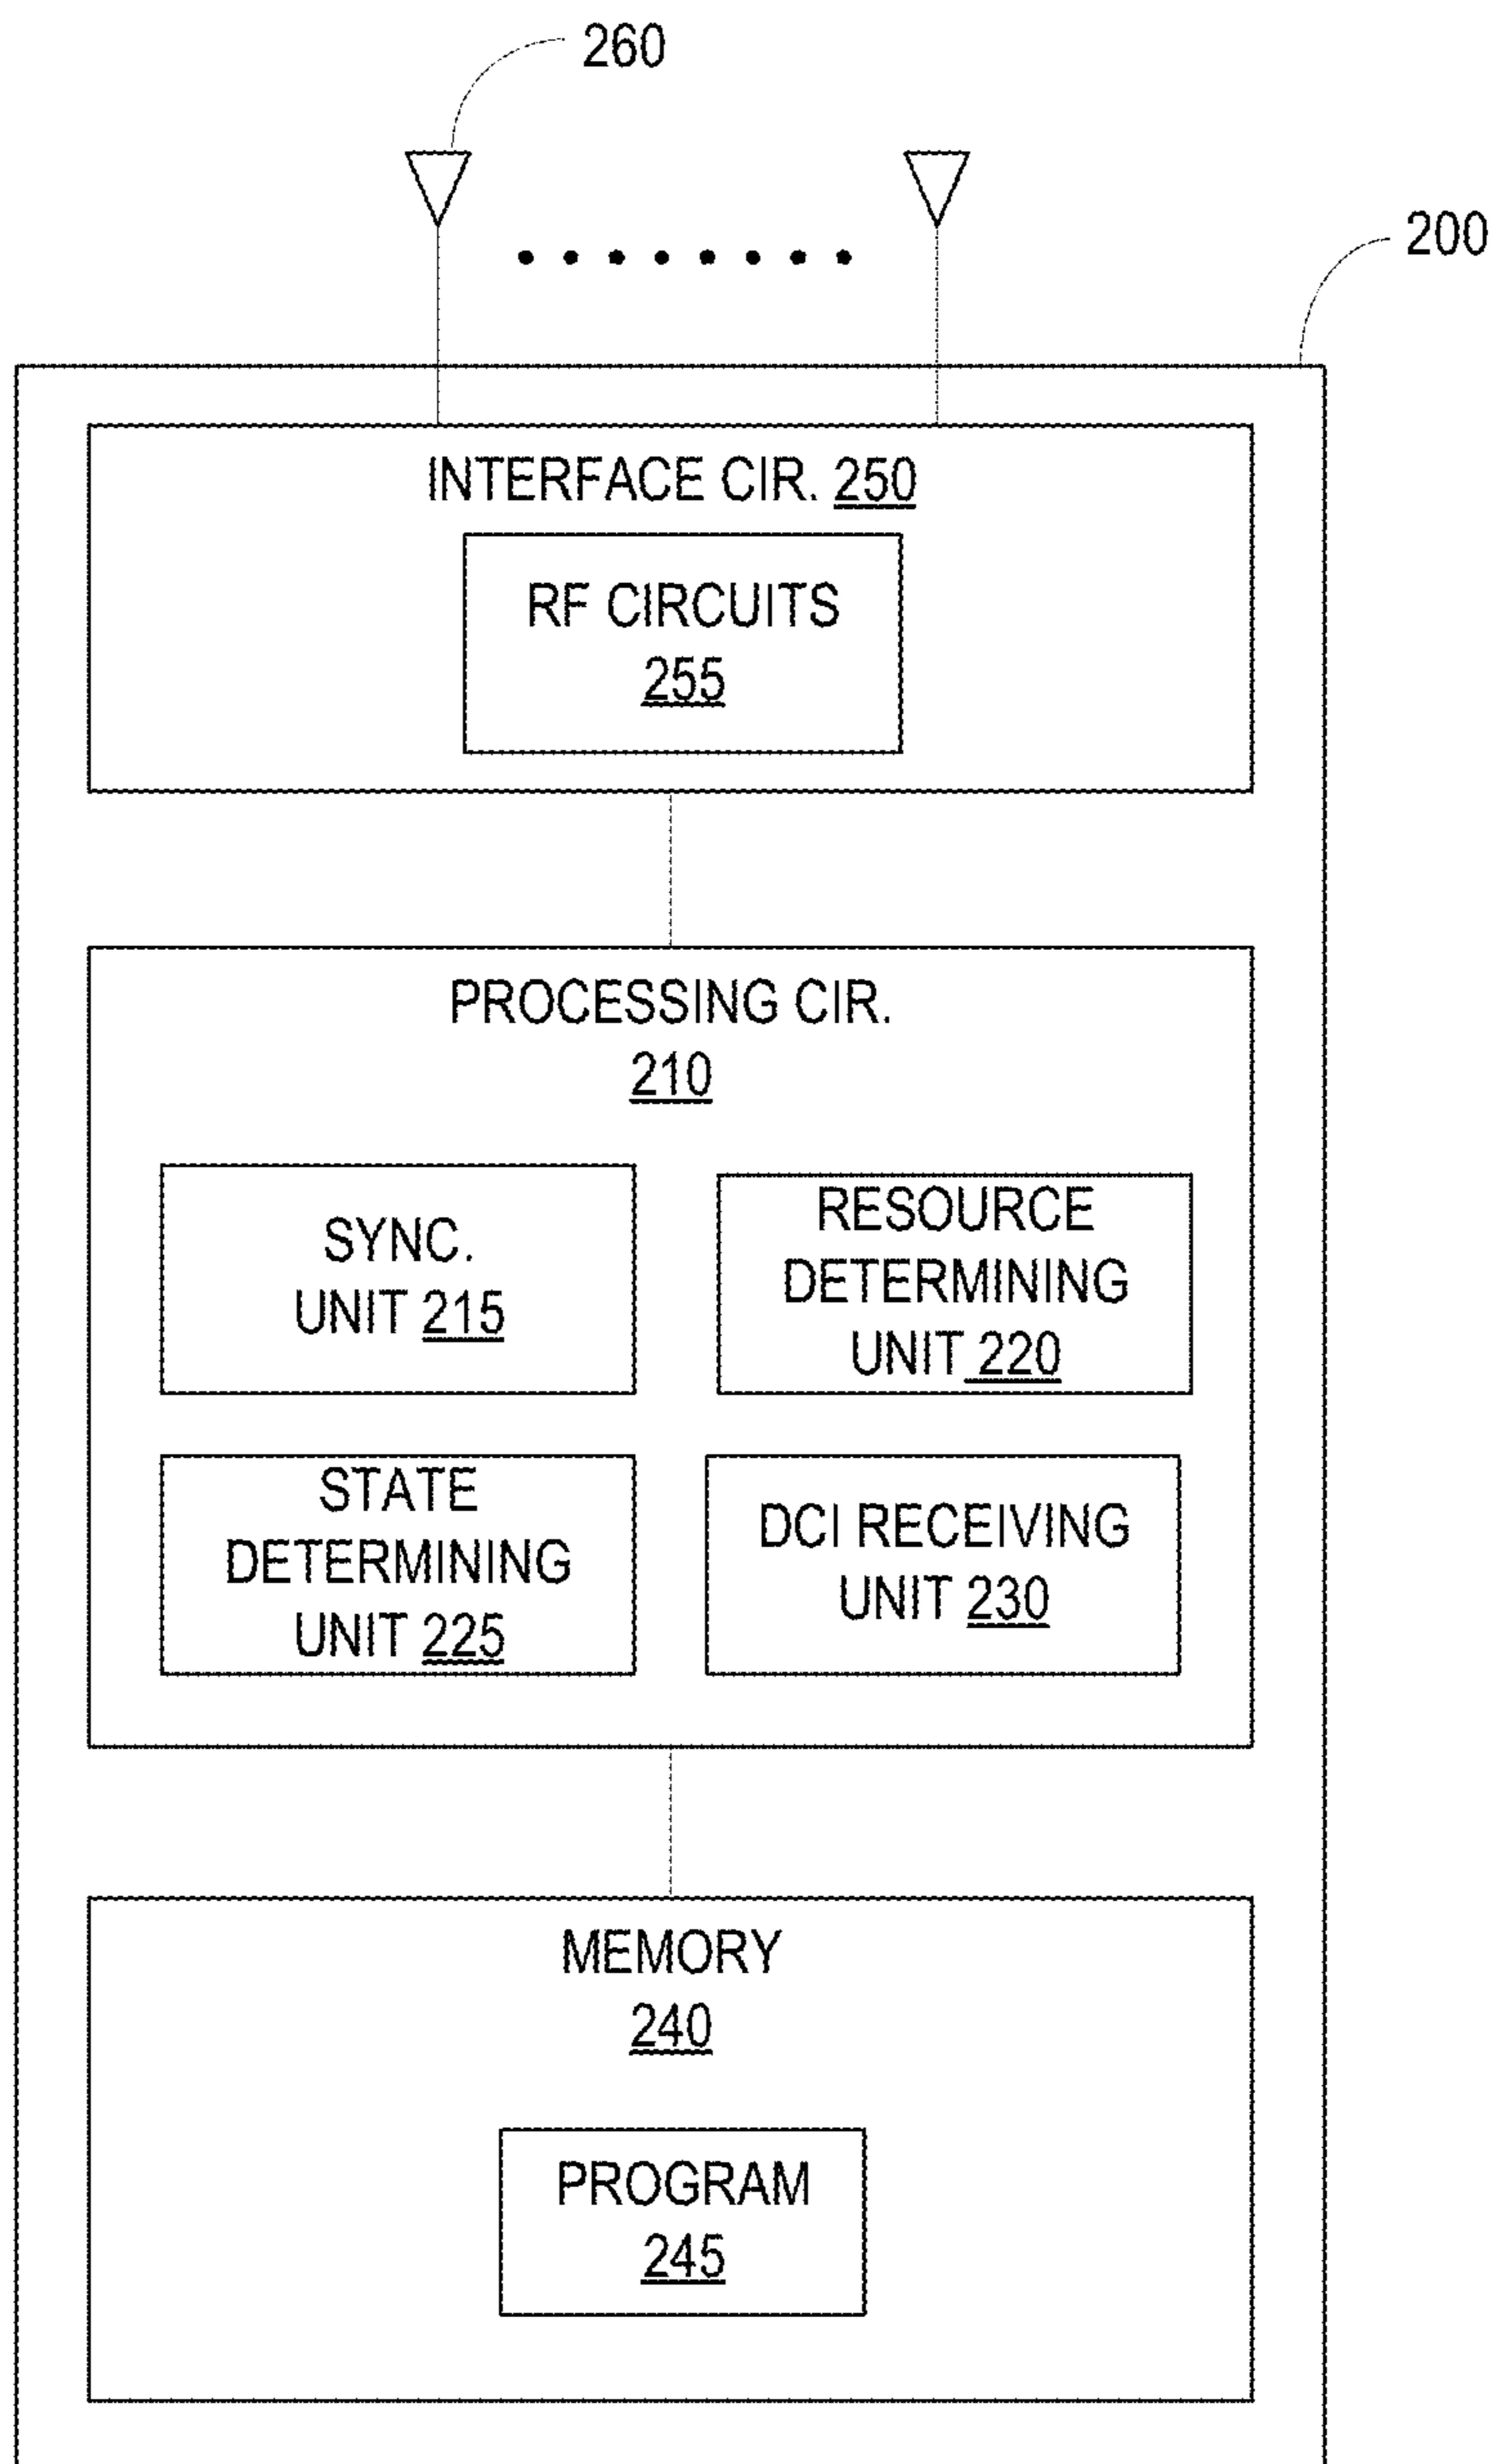 260
200
INTERFACE CIR. 250
RF CIRCUITS
255
PROCESSING CIR.
210
SYNC.
UNIT 215
RESOURCE
DETERMINING
UNIT 220
STATE
DETERMINING
UNIT 225
DCI RECEIVING
UNIT 230
MEMORY
240
PROGRAM
245